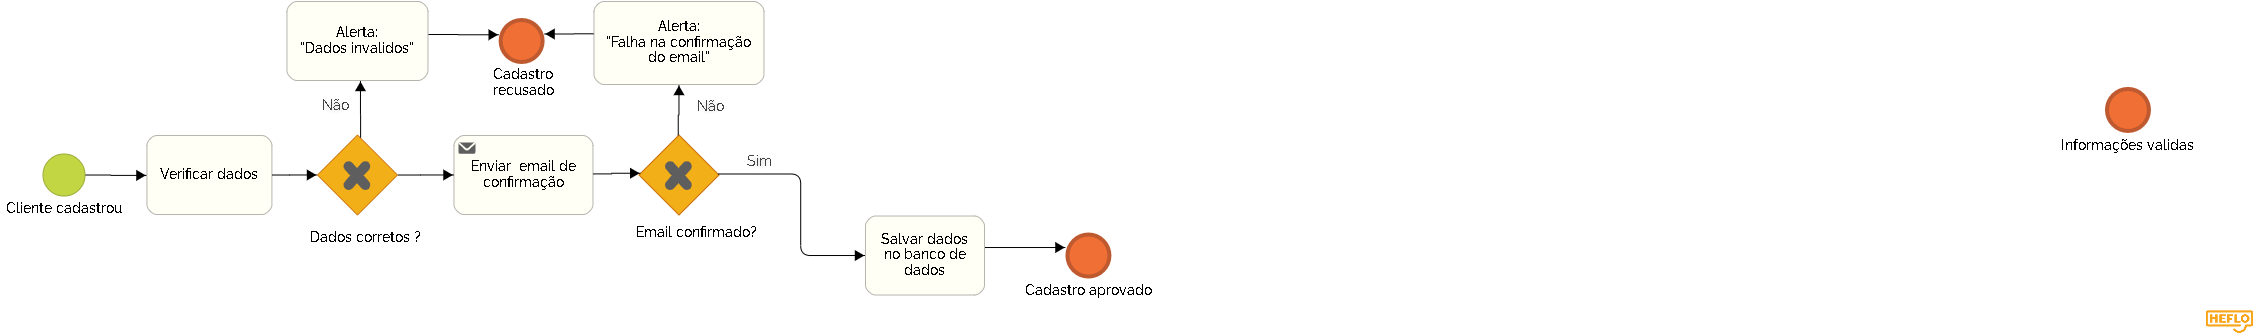 Alerta:
"Dados invalidos"
Cadastro
recusado
Alerta:
"Falha na confirmação
do email"
Não
Não
Cliente cadastrou
Verificar dados
Dados corretos ?
Enviar  email de
confirmação
Email confirmado?
Sim
Salvar dados
no banco de
dados
Cadastro aprovado
Informações validas
HEFLO